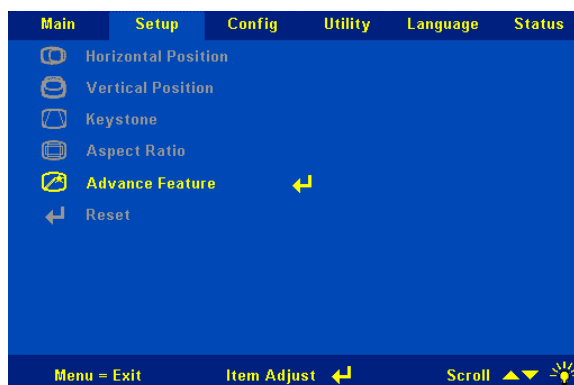 Main Setup Config Utility Language Status
Horizontal Position
Vertical Position
Keystone
Aspect Ratio
Advance Feature
Reset
Menu = Exit Item Adjust Scroll